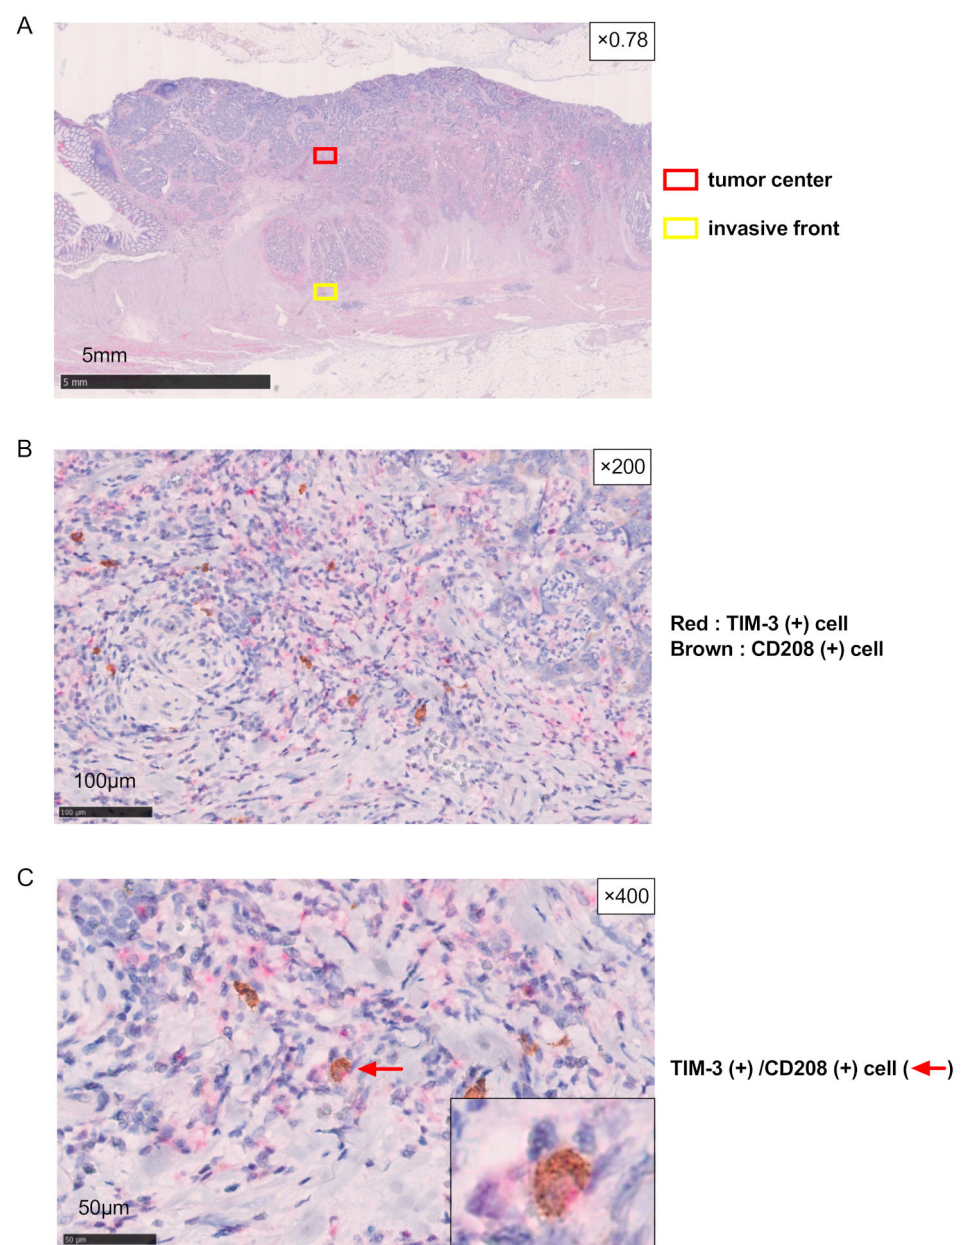 A
×0.78
tumor center
invasive front
5mm
5 mm
B
×200
Red : TIM-3 (+) cell
Brown : CD208 (+) cell
100µm
100 µm
C
×400
TIM-3 (+) /CD208 (+) cell ( )
50µm
50 µm